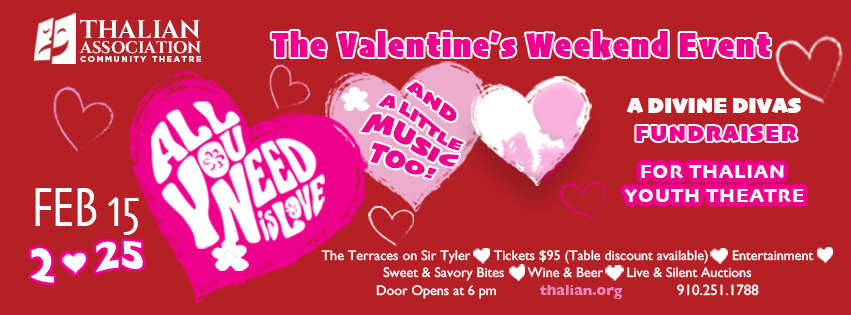 THALIAN
ASSOCIATION
COMMUNITY THEATRE
The Valentine's Weekend Event
ALL
YOU
NEED
is LOVE
AND
A LITTLE
MUSIC
TOO!
A DIVINE DIVAS
FUNDRAISER
FOR THALIAN
YOUTH THEATRE
FEB 15
2♥25
The Terraces on Sir Tyler ♥ Tickets $95 (Table discount available) ♥ Entertainment ♥
Sweet & Savory Bites ♥ Wine & Beer ♥ Live & Silent Auctions
Door Opens at 6 pm thalian.org 910.251.1788